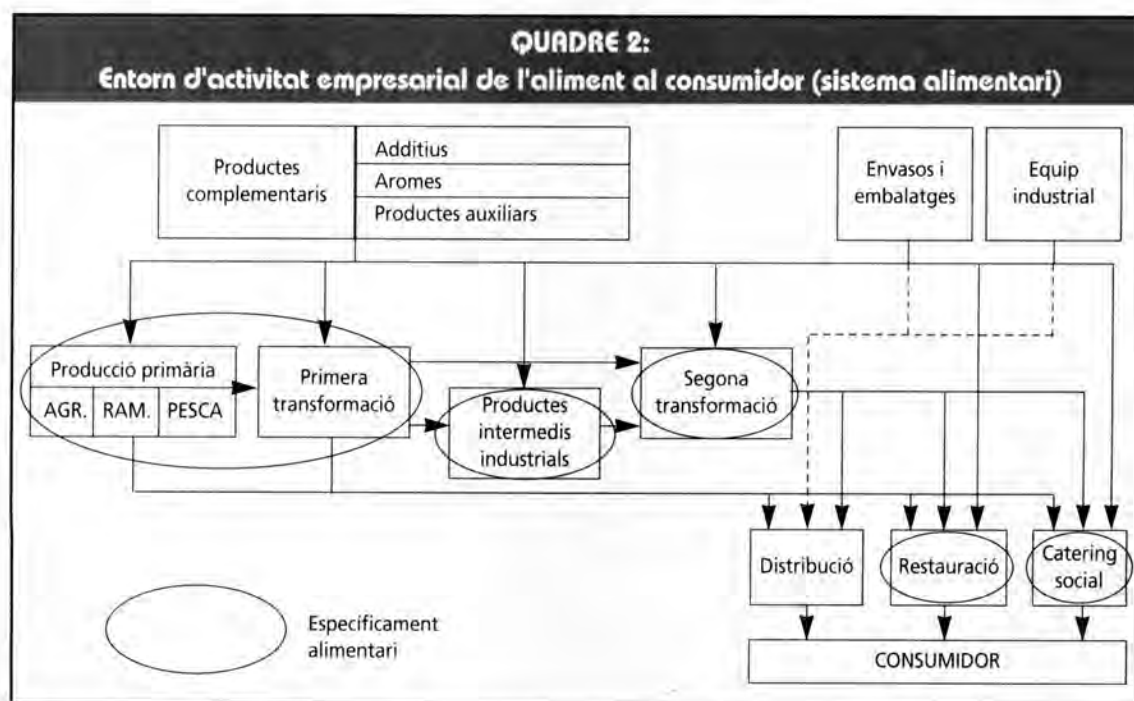 QUADRE 2:
Entorn d'activitat empresarial de l'aliment al consumidor (sistema alimentari)
Productes
complementaris
Additius
Aromes
Productes auxiliars
Envasos i
embalatges
Equip
industrial
Producció primària
AGR.
RAM.
PESCA
Primera
transformació
Productes
intermedis
industrials
Segona
transformació
Distribució
Restauració
Catering
social
Específicament
alimentari
CONSUMIDOR